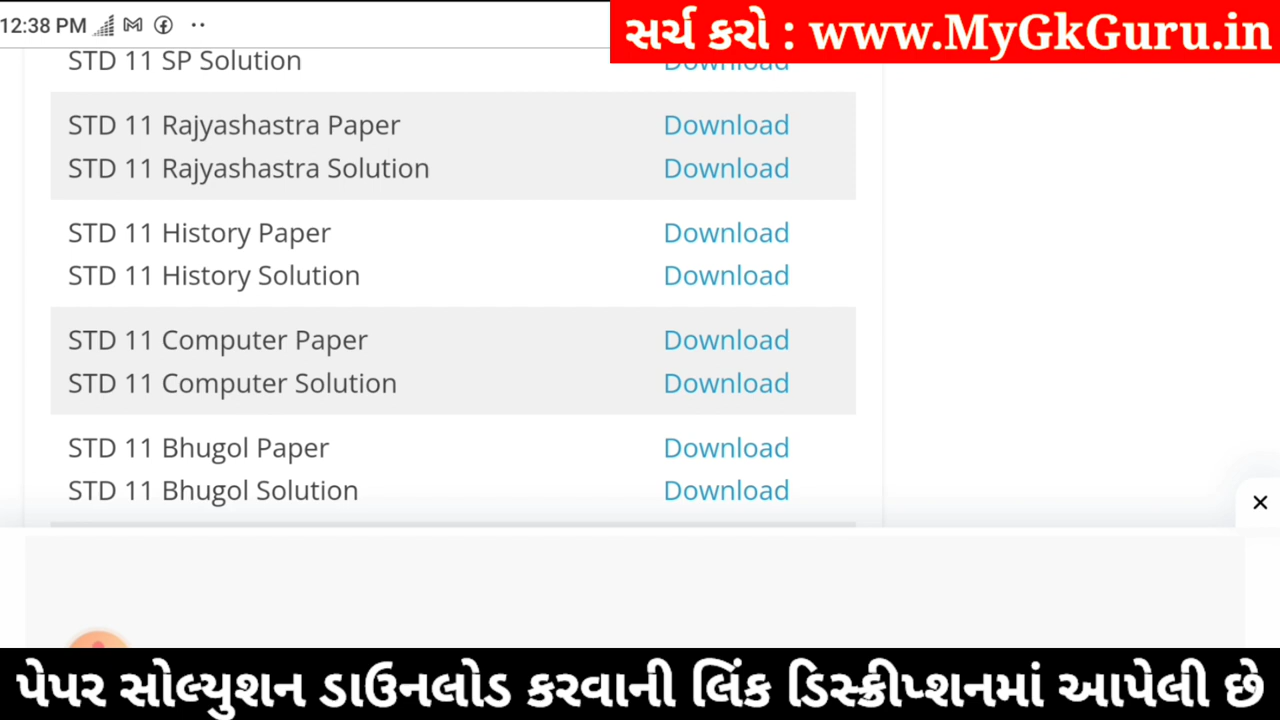 12:38 PM
સર્ચ કરો : www.MyGkGuru.in
STD 11 SP Solution Download
STD 11 Rajyashastra Paper Download
STD 11 Rajyashastra Solution Download
STD 11 History Paper Download
STD 11 History Solution Download
STD 11 Computer Paper Download
STD 11 Computer Solution Download
STD 11 Bhugol Paper Download
STD 11 Bhugol Solution Download
પેપર સોલ્યુશન ડાઉનલોડ કરવાની લિંક ડિસ્ક્રીપ્શનમાં આપેલી છે